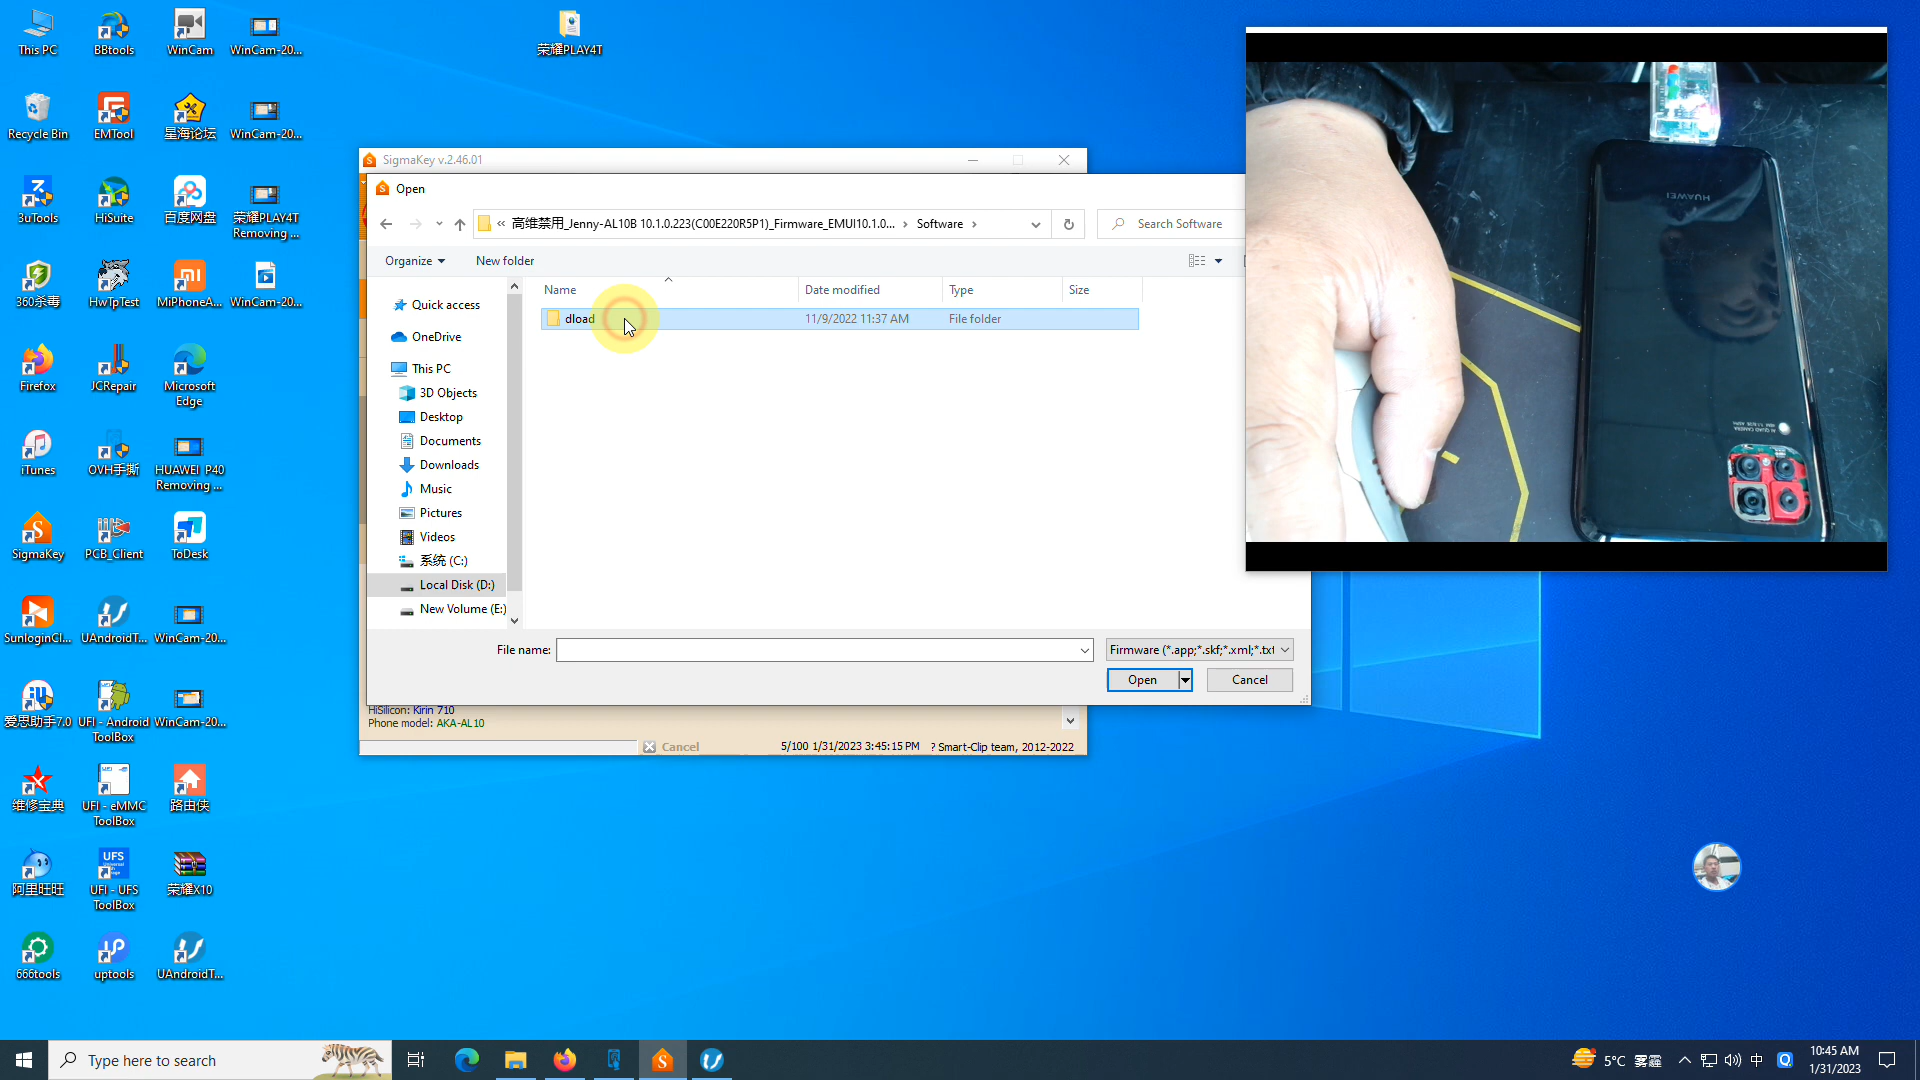 This PC
BBtools
WinCam
WinCam-20...
荣耀PLAY4T
Recycle Bin
EMTool
星海论坛
WinCam-20...
3uTools
HiSuite
百度网盘
荣耀PLAY4T
Removing ...
360杀毒
HwTpTest
MiPhoneA...
WinCam-20...
Firefox
JCRepair
Microsoft
Edge
iTunes
OVH手撕
HUAWEI P40
Removing ...
SigmaKey
PCB_Client
ToDesk
SunloginCl...
UAndroidT...
WinCam-20...
爱思助手7.0
UFI - Android
ToolBox
WinCam-20...
维修宝典
UFI - eMMC
ToolBox
路由侠
阿里旺旺
UFI - UFS
ToolBox
荣耀X10
666tools
uptools
UAndroidT...
SigmaKey v.2.46.01
Open
« 高维禁用_Jenny-AL10B 10.1.0.223(C00E220R5P1)_Firmware_EMUI10.1.0... › Software ›
Search Software
Organize
New folder
Name
Date modified
Type
Size
dload
11/9/2022 11:37 AM
File folder
Quick access
OneDrive
This PC
3D Objects
Desktop
Documents
Downloads
Music
Pictures
Videos
系统 (C:)
Local Disk (D:)
New Volume (E:)
File name:
Firmware (*.app;*.skf;*.xml;*.txt
Open
Cancel
HiSilicon: Kirin 710
Phone model: AKA-AL10
Cancel
5/100 1/31/2023 3:45:15 PM
? Smart-Clip team, 2012-2022
HUAWEI
AI QUAD CAMERA
Type here to search
5°C 雾霾
中
10:45 AM
1/31/2023